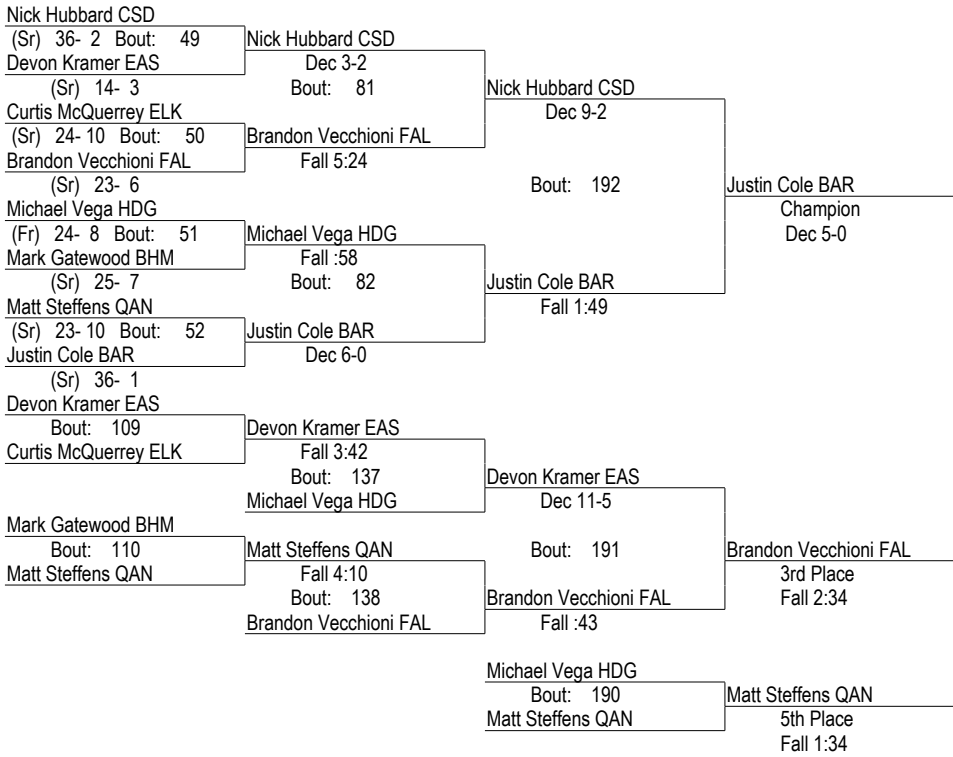 Nick Hubbard CSD
(Sr) 36- 2 Bout: 49 Nick Hubbard CSD
Devon Kramer EAS Dec 3-2
(Sr) 14- 3 Bout: 81 Nick Hubbard CSD
Curtis McQuerrey ELK Dec 9-2
(Sr) 24- 10 Bout: 50 Brandon Vecchioni FAL
Brandon Vecchioni FAL Fall 5:24
(Sr) 23- 6 Bout: 192 Justin Cole BAR
Michael Vega HDG Champion
(Fr) 24- 8 Bout: 51 Michael Vega HDG Dec 5-0
Mark Gatewood BHM Fall :58
(Sr) 25- 7 Bout: 82 Justin Cole BAR
Matt Steffens QAN Fall 1:49
(Sr) 23- 10 Bout: 52 Justin Cole BAR
Justin Cole BAR Dec 6-0
(Sr) 36- 1
Devon Kramer EAS
Bout: 109 Devon Kramer EAS
Curtis McQuerrey ELK Fall 3:42
Bout: 137 Devon Kramer EAS
Michael Vega HDG Dec 11-5
Mark Gatewood BHM
Bout: 110 Matt Steffens QAN Bout: 191 Brandon Vecchioni FAL
Matt Steffens QAN Fall 4:10 3rd Place
Bout: 138 Brandon Vecchioni FAL Fall 2:34
Brandon Vecchioni FAL Fall :43
Michael Vega HDG
Bout: 190 Matt Steffens QAN
Matt Steffens QAN 5th Place
Fall 1:34